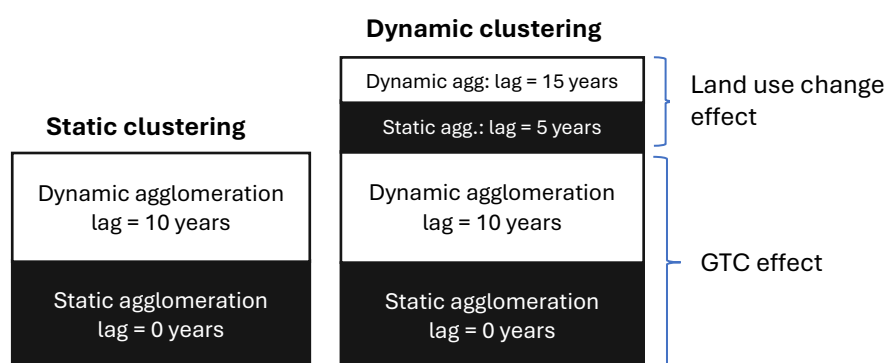 Dynamic clustering
Dynamic agg: lag = 15 years
Static agg.: lag = 5 years
Land use change
effect
Static clustering
Dynamic agglomeration
lag = 10 years
Static agglomeration
lag = 0 years
Dynamic agglomeration
lag = 10 years
Static agglomeration
lag = 0 years
GTC effect